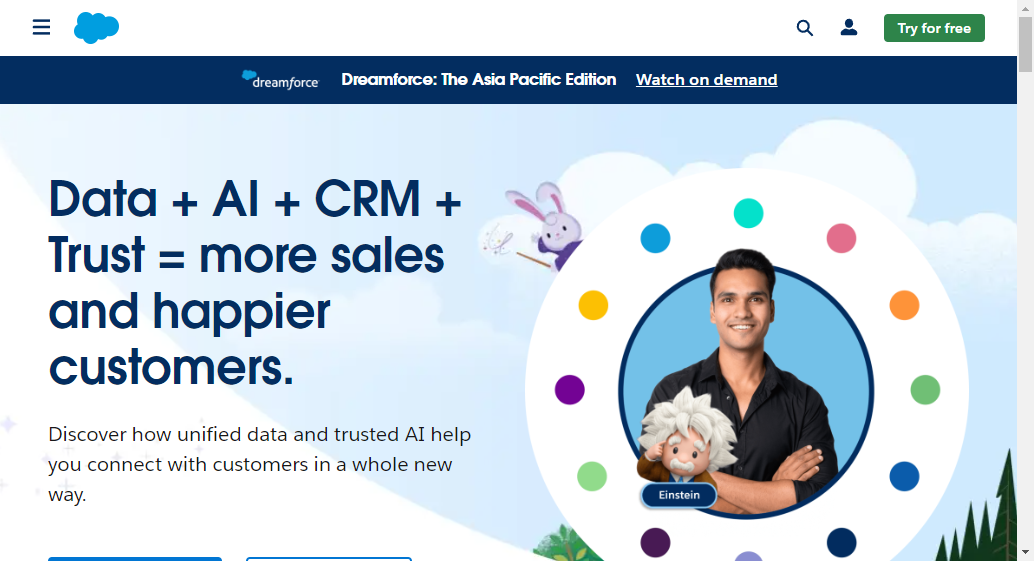 Try for free
dreamforce
Dreamforce: The Asia Pacific Edition
Watch on demand
Data + AI + CRM +
Trust = more sales
and happier
customers.
Discover how unified data and trusted AI help
you connect with customers in a whole new
way.
Einstein